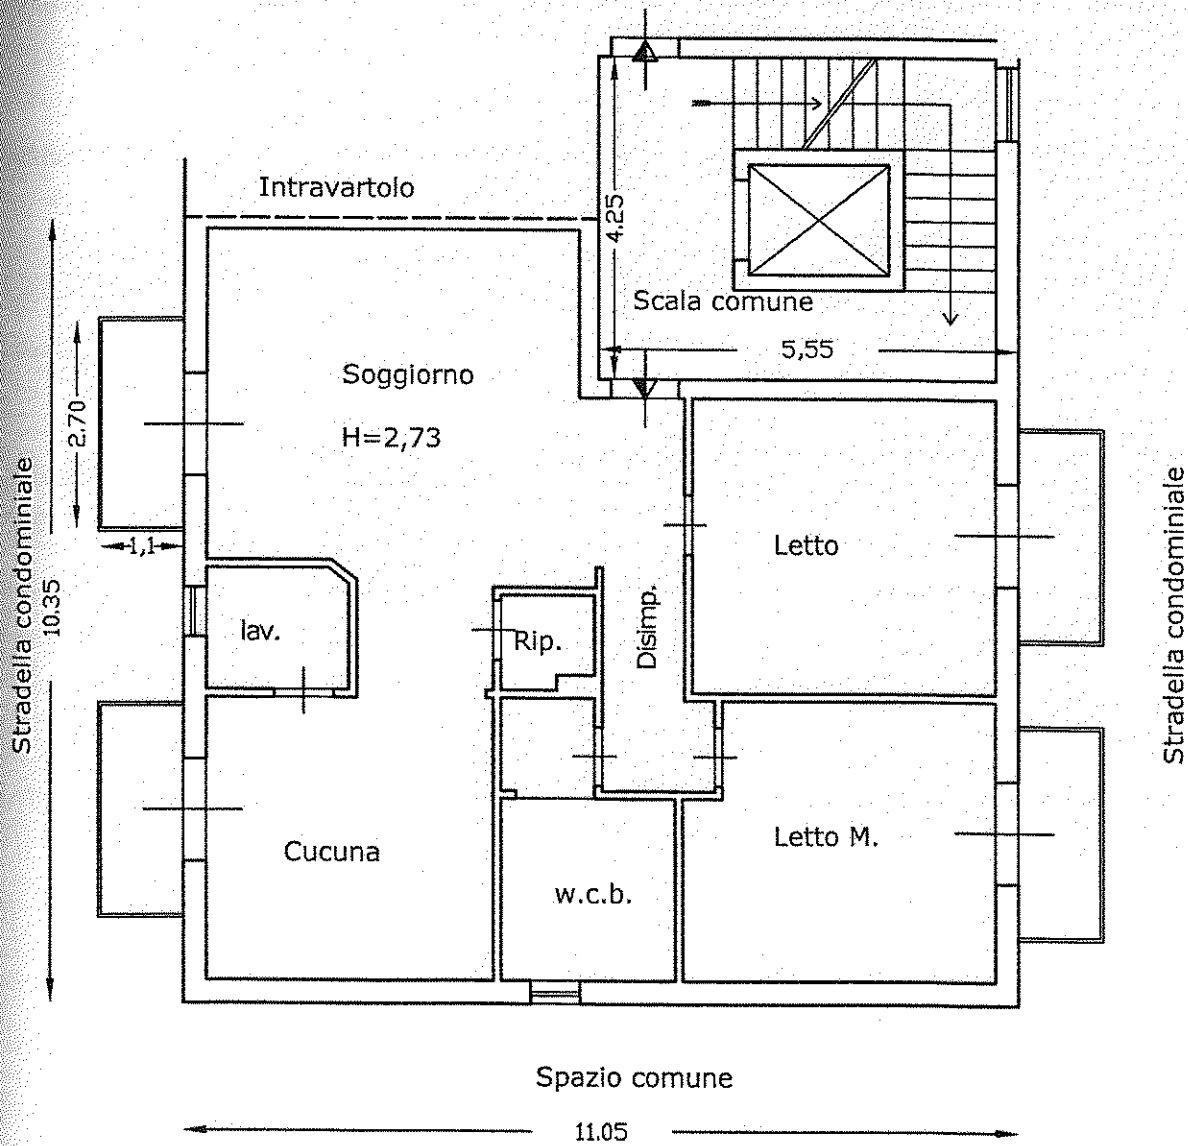 Intravartolo
4.25
Scala comune
5,55
Soggiorno
H=2,73
2.70
1,1
Stradella condominiale
10.35
Letto
Stradella condominiale
lav.
Rip.
Disimp.
Cucuna
w.c.b.
Letto M.
Spazio comune
11.05